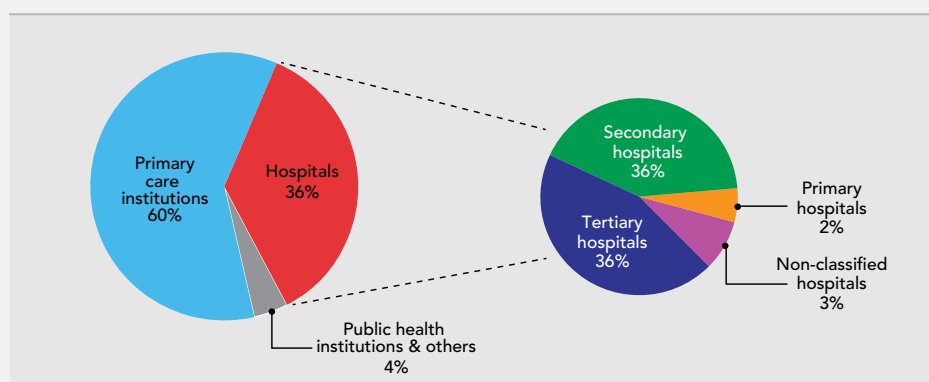 Primary
care
institutions
60%
Hospitals
36%
Public health
institutions & others
4%
Secondary
hospitals
36%
Tertiary
hospitals
36%
Primary
hospitals
2%
Non-classified
hospitals
3%